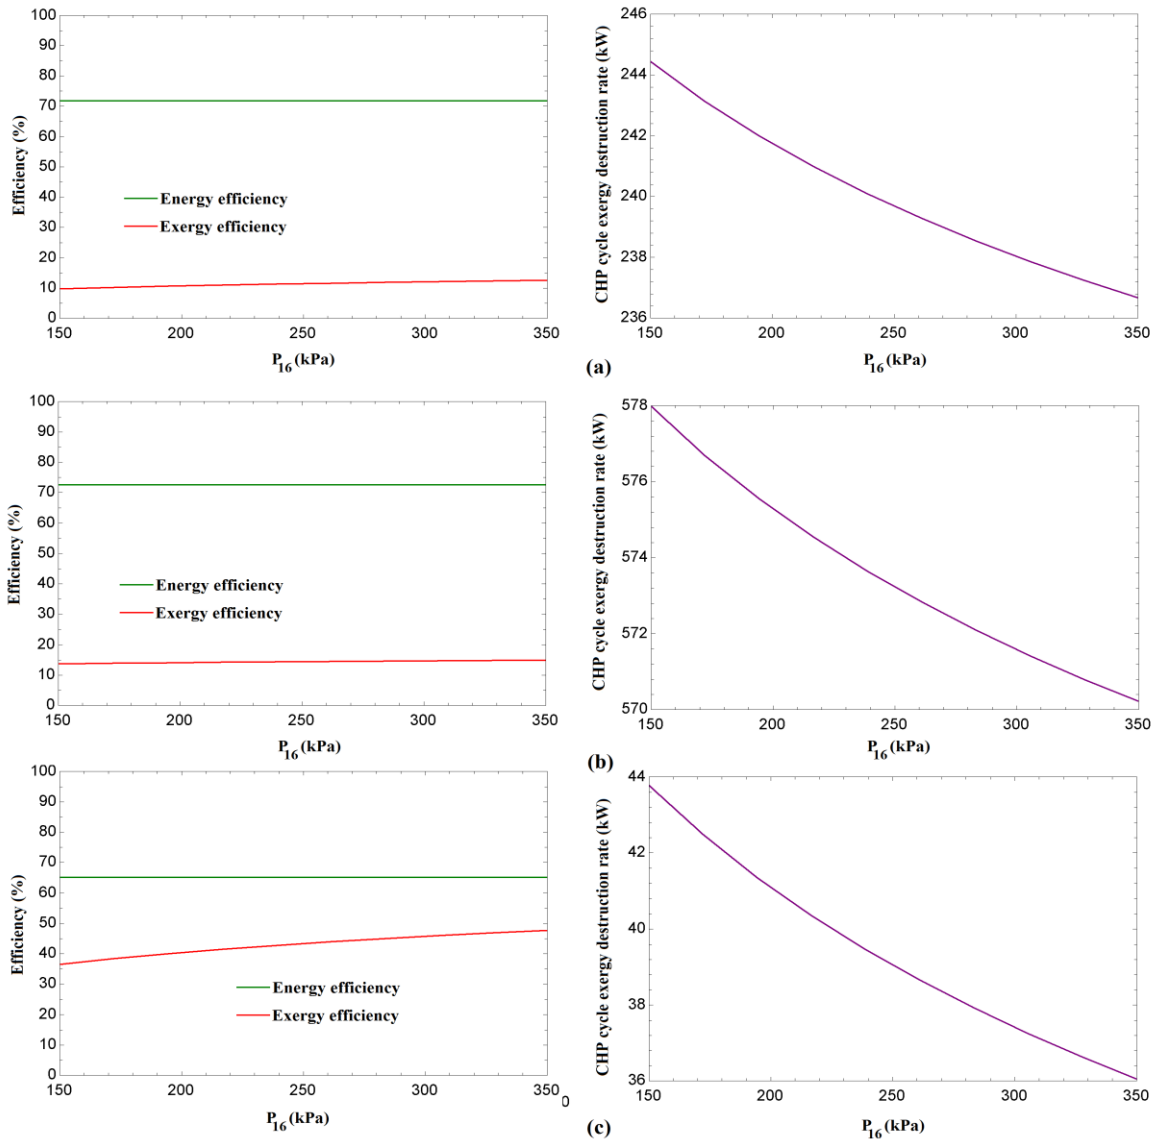 100
90
80
70
60
50
40
30
20
10
0
Efficiency (%)
Energy efficiency
Exergy efficiency
150 200 250 300 350
P16 (kPa)
246
244
242
240
238
236
CHP cycle exergy destruction rate (kW)
150 200 250 300 350
P16 (kPa)
(a)
100
90
80
70
60
50
40
30
20
10
0
Efficiency (%)
Energy efficiency
Exergy efficiency
150 200 250 300 350
P16 (kPa)
578
576
574
572
570
CHP cycle exergy destruction rate (kW)
150 200 250 300 350
P16 (kPa)
(b)
100
90
80
70
60
50
40
30
20
10
0
Efficiency (%)
Energy efficiency
Exergy efficiency
150 200 250 300 350
P16 (kPa)
0
44
42
40
38
36
CHP cycle exergy destruction rate (kW)
150 200 250 300 350
P16 (kPa)
(c)